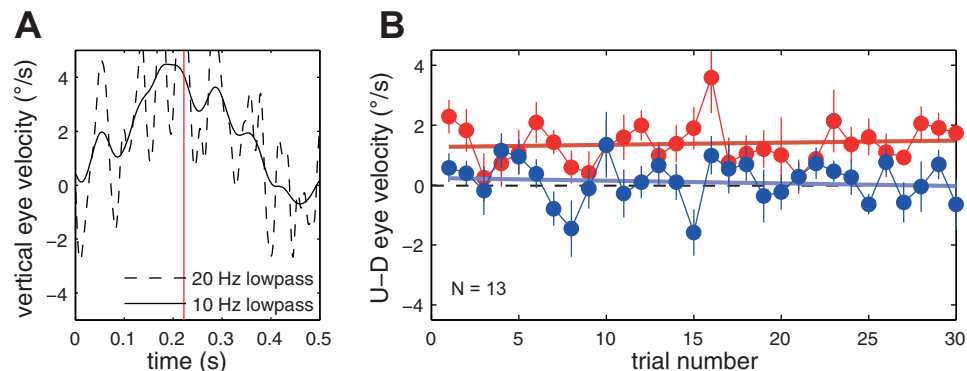 A
vertical eye velocity (°/s)
4
2
0
−2
−4
20 Hz lowpass
10 Hz lowpass
0
0.1
0.2
0.3
0.4
0.5
time (s)
B
U−D eye velocity (°/s)
4
2
0
−2
−4
N = 13
0
5
10
15
20
25
30
trial number